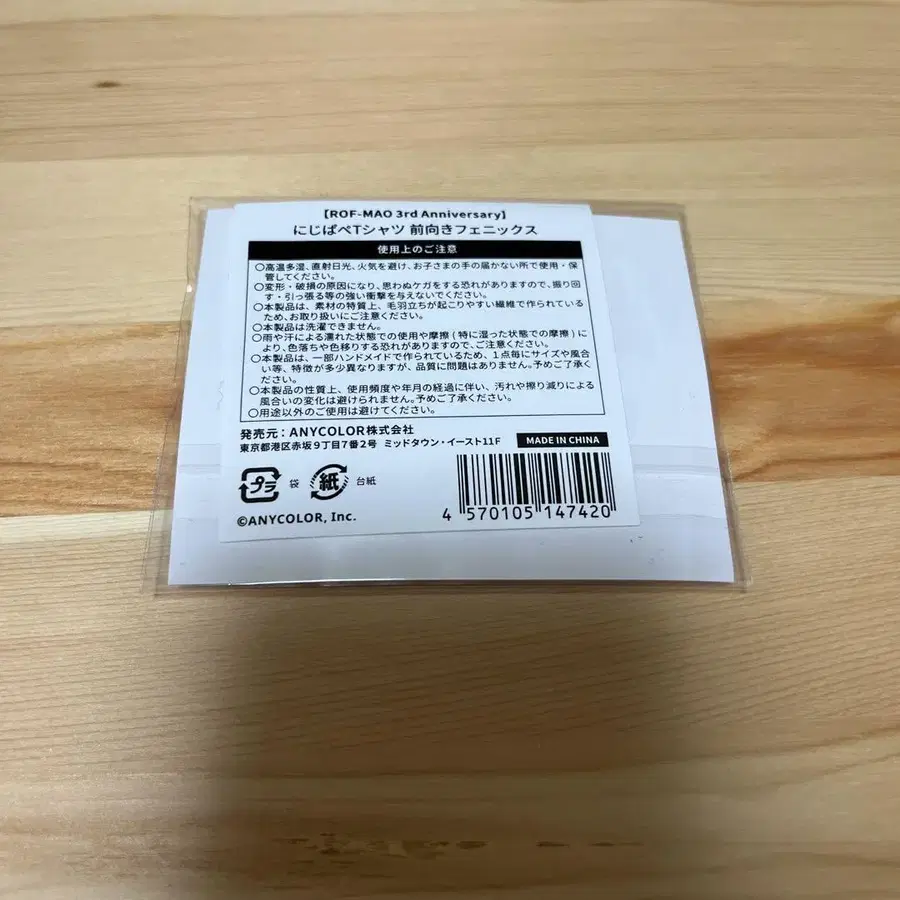 【ROF-MAO 3rd Anniversary】
にじぱぺTシャツ 前向きフェニックス
使用上のご注意
○高温多湿、直射日光、火気を避け、お子さまの手の届かない所で使用・保
管してください。
○変形・破損の原因になり、思わぬケガをする恐れがありますので、振り回
す・引っ張る等の強い衝撃を与えないでください。
○本製品は、素材の特質上、毛羽立ちが起こりやすい繊維で作られている
ため、お取り扱いにご注意ください。
○本製品は洗濯できません。
○雨や汗による濡れた状態での使用や摩擦(特に湿った状態での摩擦)に
より、色落ちや色移りする恐れがありますので、ご注意ください。
○本製品は、一部ハンドメイドで作られているため、1点毎にサイズや風合
い等、特徴が多少異なりますが、品質に問題はありません。予めご了承く
ださい。
○本製品の性質上、使用頻度や年月の経過に伴い、汚れや擦り減りによる
風合いの変化は避けられません。予めご了承ください。
○用途以外のご使用は避けてください。
発売元：ANYCOLOR株式会社
東京都港区赤坂9丁目7番2号 ミッドタウン・イースト11F
MADE IN CHINA
プラ 袋 紙 台紙
©ANYCOLOR, Inc.
4 570105 147420